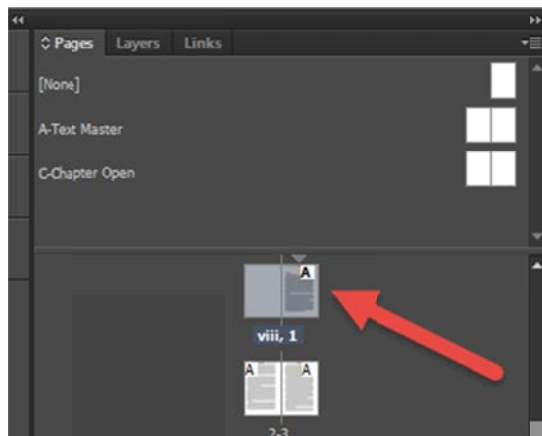 Pages Layers Links
[None]
A-Text Master
C-Chapter Open
A
viii, 1
A A
2-3